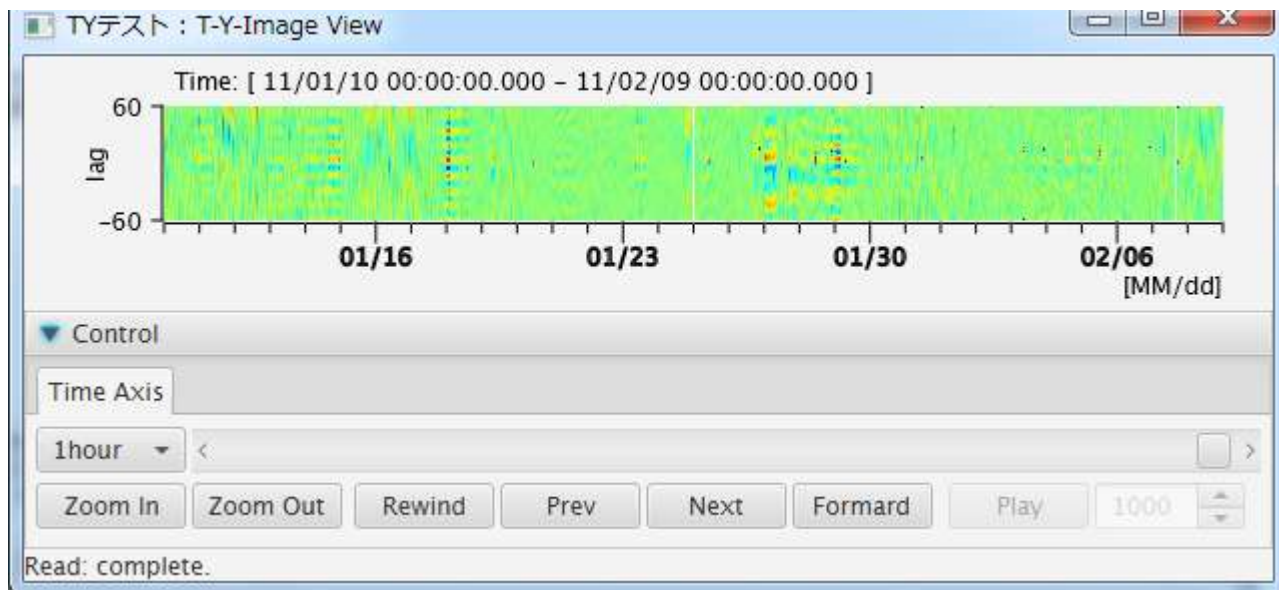 TYテスト：T-Y-Image View
Time: [ 11/01/10 00:00:00.000 – 11/02/09 00:00:00.000 ]
60
lag
-60
01/16 01/23 01/30 02/06
[MM/dd]
Control
Time Axis
1hour
Zoom In Zoom Out Rewind Prev Next Formard Play 1000
Read: complete.